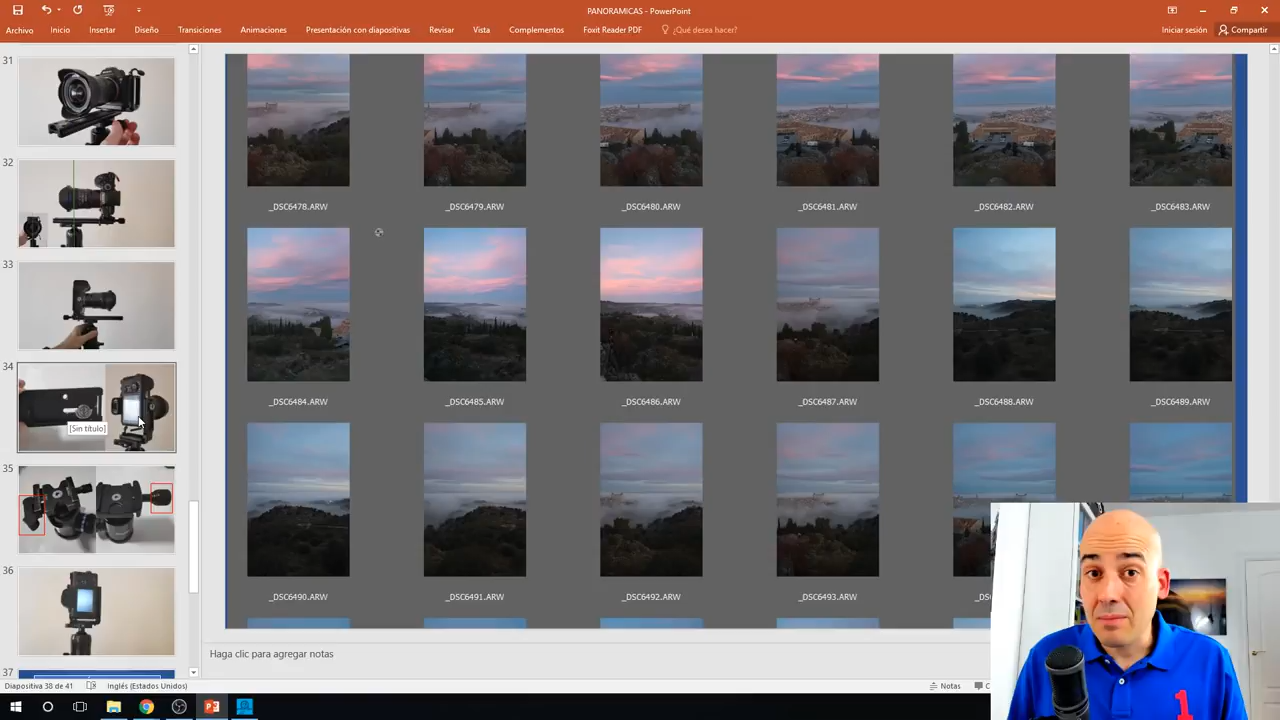 PANORAMICAS - PowerPoint
Archivo Inicio Insertar Diseño Transiciones Animaciones Presentación con diapositivas Revisar Vista Complementos Foxit Reader PDF ¿Qué desea hacer? Iniciar sesión Compartir
31
32
33
34
[Sin título]
35
36
37
_DSC6478.ARW _DSC6479.ARW _DSC6480.ARW _DSC6481.ARW _DSC6482.ARW _DSC6483.ARW
_DSC6484.ARW _DSC6485.ARW _DSC6486.ARW _DSC6487.ARW _DSC6488.ARW _DSC6489.ARW
_DSC6490.ARW _DSC6491.ARW _DSC6492.ARW _DSC6493.ARW
Haga clic para agregar notas
Diapositiva 38 de 41 Inglés (Estados Unidos) Notas
1